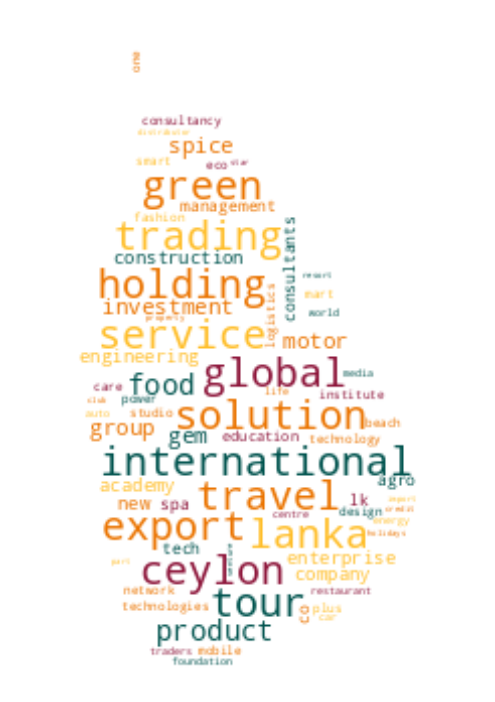 one
consultancy
distributor
spice
smart
eco star
green
management
fashion
trading
consultants
construction
resort
holding
logistics
mart
investment
world
property
service
motor
engineering
global
media
care food
life
institute
club power
auto studio
solution
beach
group
gem education technology
international
agro
academy
travel
lk
import
new spa
credit
centre design
export
lanka
energy
holidays
tech
enterprise
part
ceylon
company
network
restaurant
technologies
tour
co
plus
car
product
traders mobile
foundation